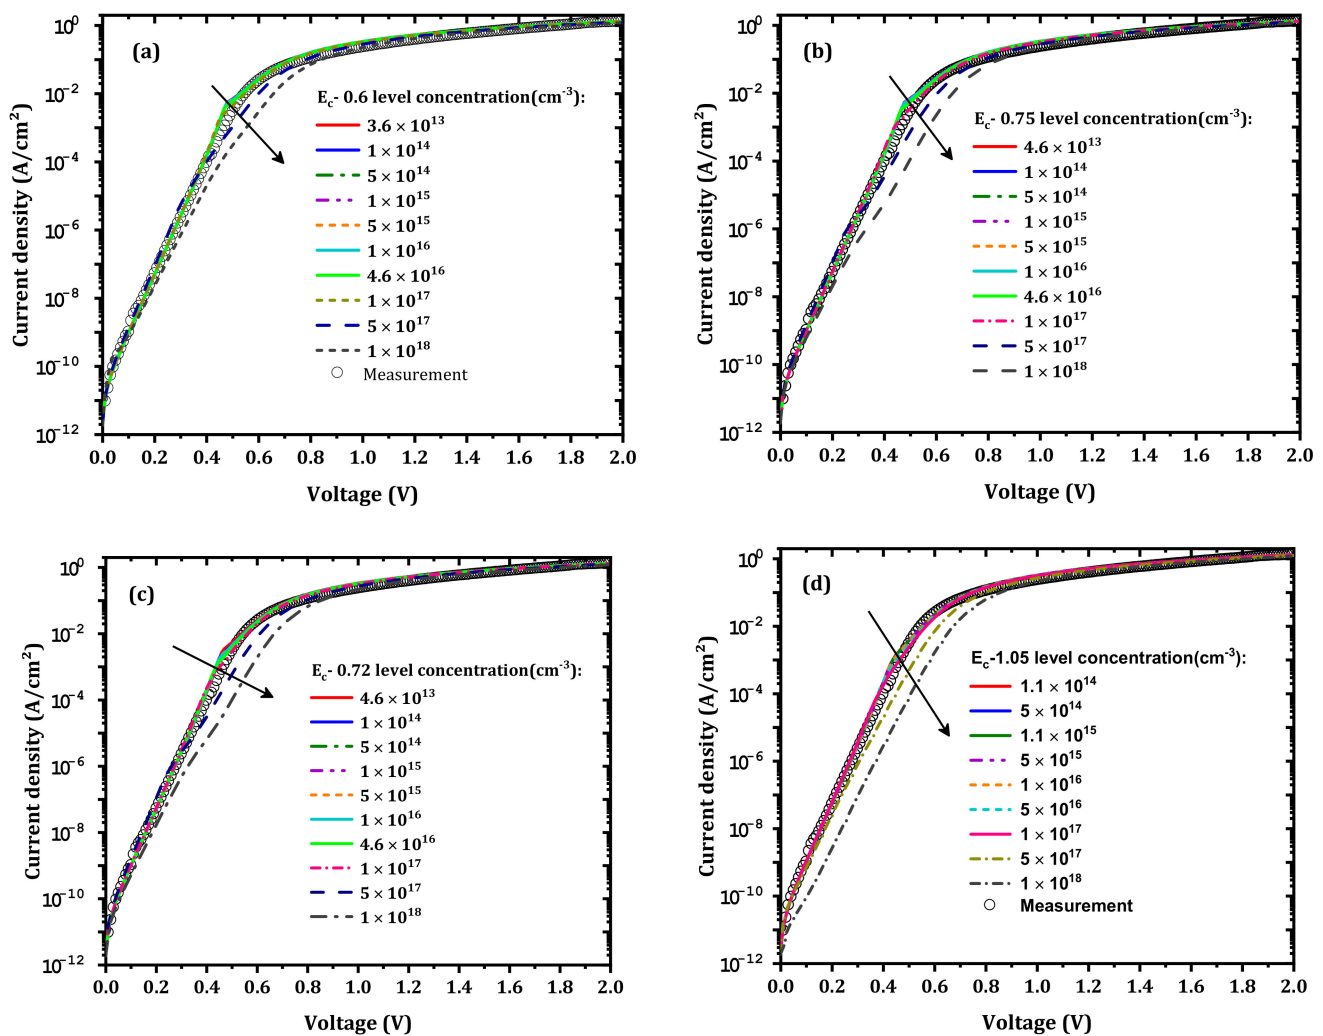 (a)
Current density (A/cm²)
10⁰
10⁻²
10⁻⁴
10⁻⁶
10⁻⁸
10⁻¹⁰
10⁻¹²
E_c- 0.6 level concentration(cm⁻³):
3.6 × 10¹³
1 × 10¹⁴
5 × 10¹⁴
1 × 10¹⁵
5 × 10¹⁵
1 × 10¹⁶
4.6 × 10¹⁶
1 × 10¹⁷
5 × 10¹⁷
1 × 10¹⁸
Measurement
0.0 0.2 0.4 0.6 0.8 1.0 1.2 1.4 1.6 1.8 2.0
Voltage (V)
(b)
Current density (A/cm²)
10⁰
10⁻²
10⁻⁴
10⁻⁶
10⁻⁸
10⁻¹⁰
10⁻¹²
E_c- 0.75 level concentration(cm⁻³):
4.6 × 10¹³
1 × 10¹⁴
5 × 10¹⁴
1 × 10¹⁵
5 × 10¹⁵
1 × 10¹⁶
4.6 × 10¹⁶
1 × 10¹⁷
5 × 10¹⁷
1 × 10¹⁸
0.0 0.2 0.4 0.6 0.8 1.0 1.2 1.4 1.6 1.8 2.0
Voltage (V)
(c)
Current density (A/cm²)
10⁰
10⁻²
10⁻⁴
10⁻⁶
10⁻⁸
10⁻¹⁰
10⁻¹²
E_c- 0.72 level concentration(cm⁻³):
4.6 × 10¹³
1 × 10¹⁴
5 × 10¹⁴
1 × 10¹⁵
5 × 10¹⁵
1 × 10¹⁶
4.6 × 10¹⁶
1 × 10¹⁷
5 × 10¹⁷
1 × 10¹⁸
0.0 0.2 0.4 0.6 0.8 1.0 1.2 1.4 1.6 1.8 2.0
Voltage (V)
(d)
Current density (A/cm²)
10⁰
10⁻²
10⁻⁴
10⁻⁶
10⁻⁸
10⁻¹⁰
10⁻¹²
E_c-1.05 level concentration(cm⁻³):
1.1 × 10¹⁴
5 × 10¹⁴
1.1 × 10¹⁵
5 × 10¹⁵
1 × 10¹⁶
5 × 10¹⁶
1 × 10¹⁷
5 × 10¹⁷
1 × 10¹⁸
Measurement
0.0 0.2 0.4 0.6 0.8 1.0 1.2 1.4 1.6 1.8 2.0
Voltage (V)